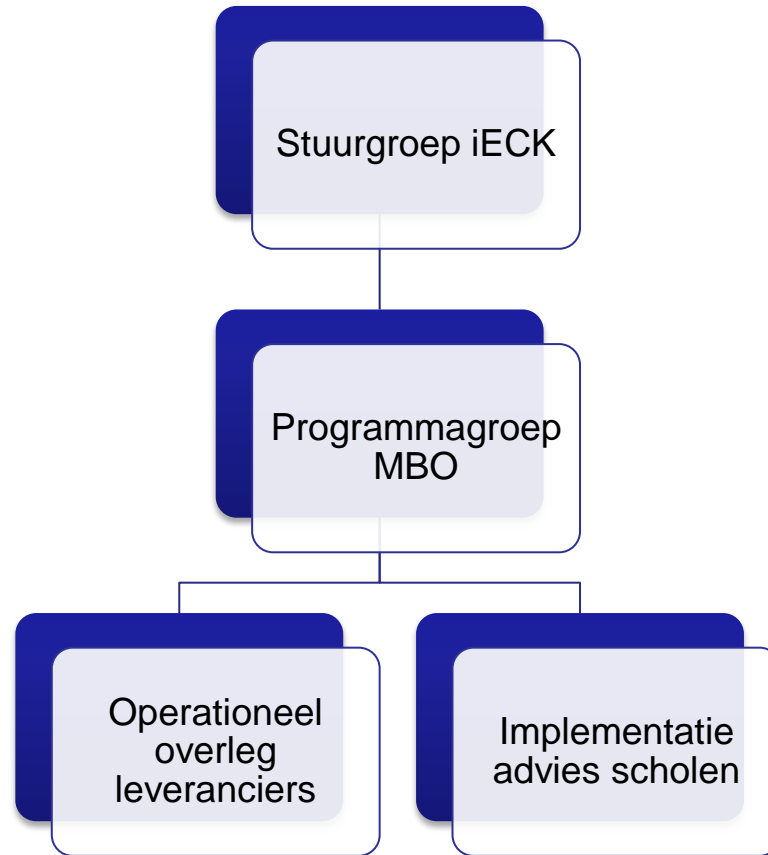 Stuurgroep iECK
Programmagroep
MBO
Operationeel
overleg
leveranciers
Implementatie
advies scholen